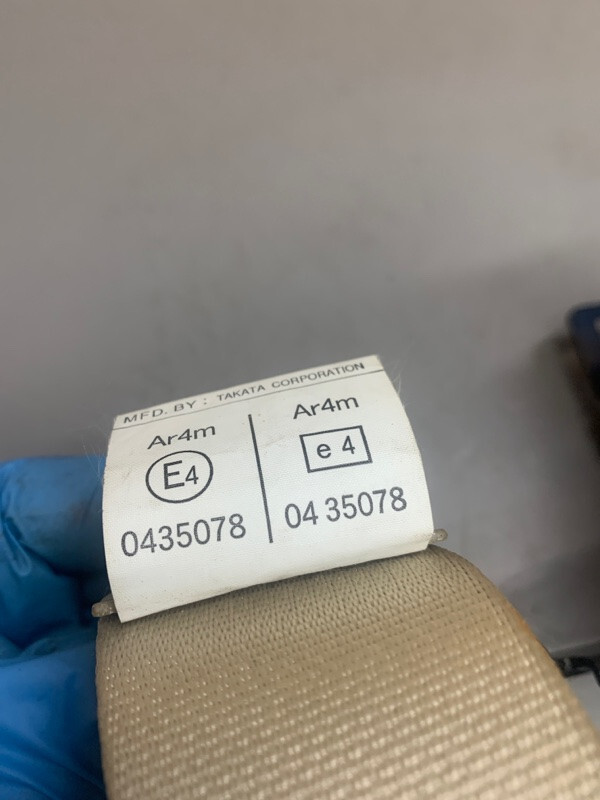 MFD. BY : TAKATA CORPORATION
Ar4m
E4
0435078
Ar4m
e 4
04 35078